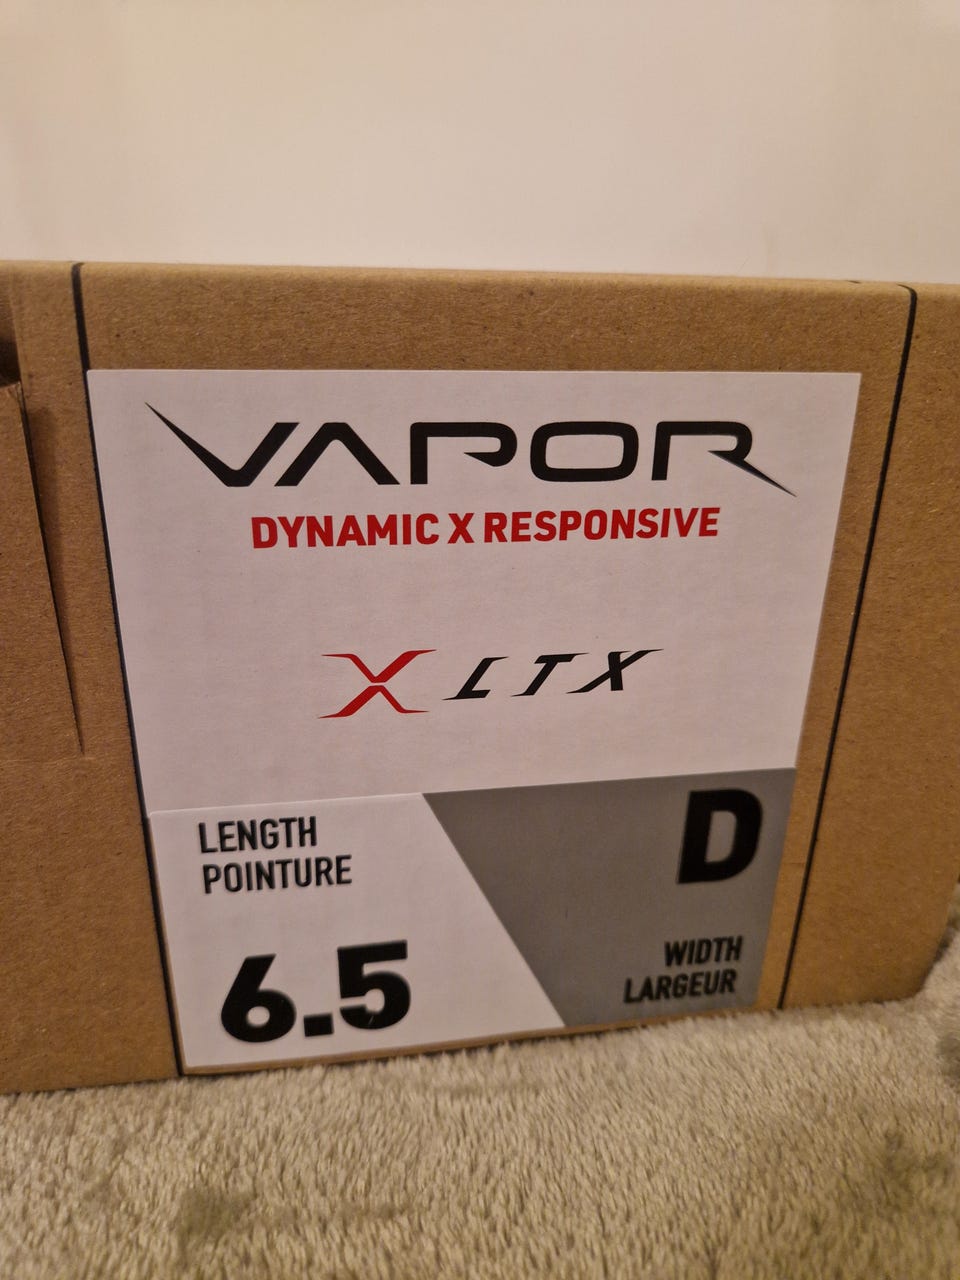 VAPOR
DYNAMIC X RESPONSIVE
X LTX
LENGTH
POINTURE
6.5
D
WIDTH
LARGEUR